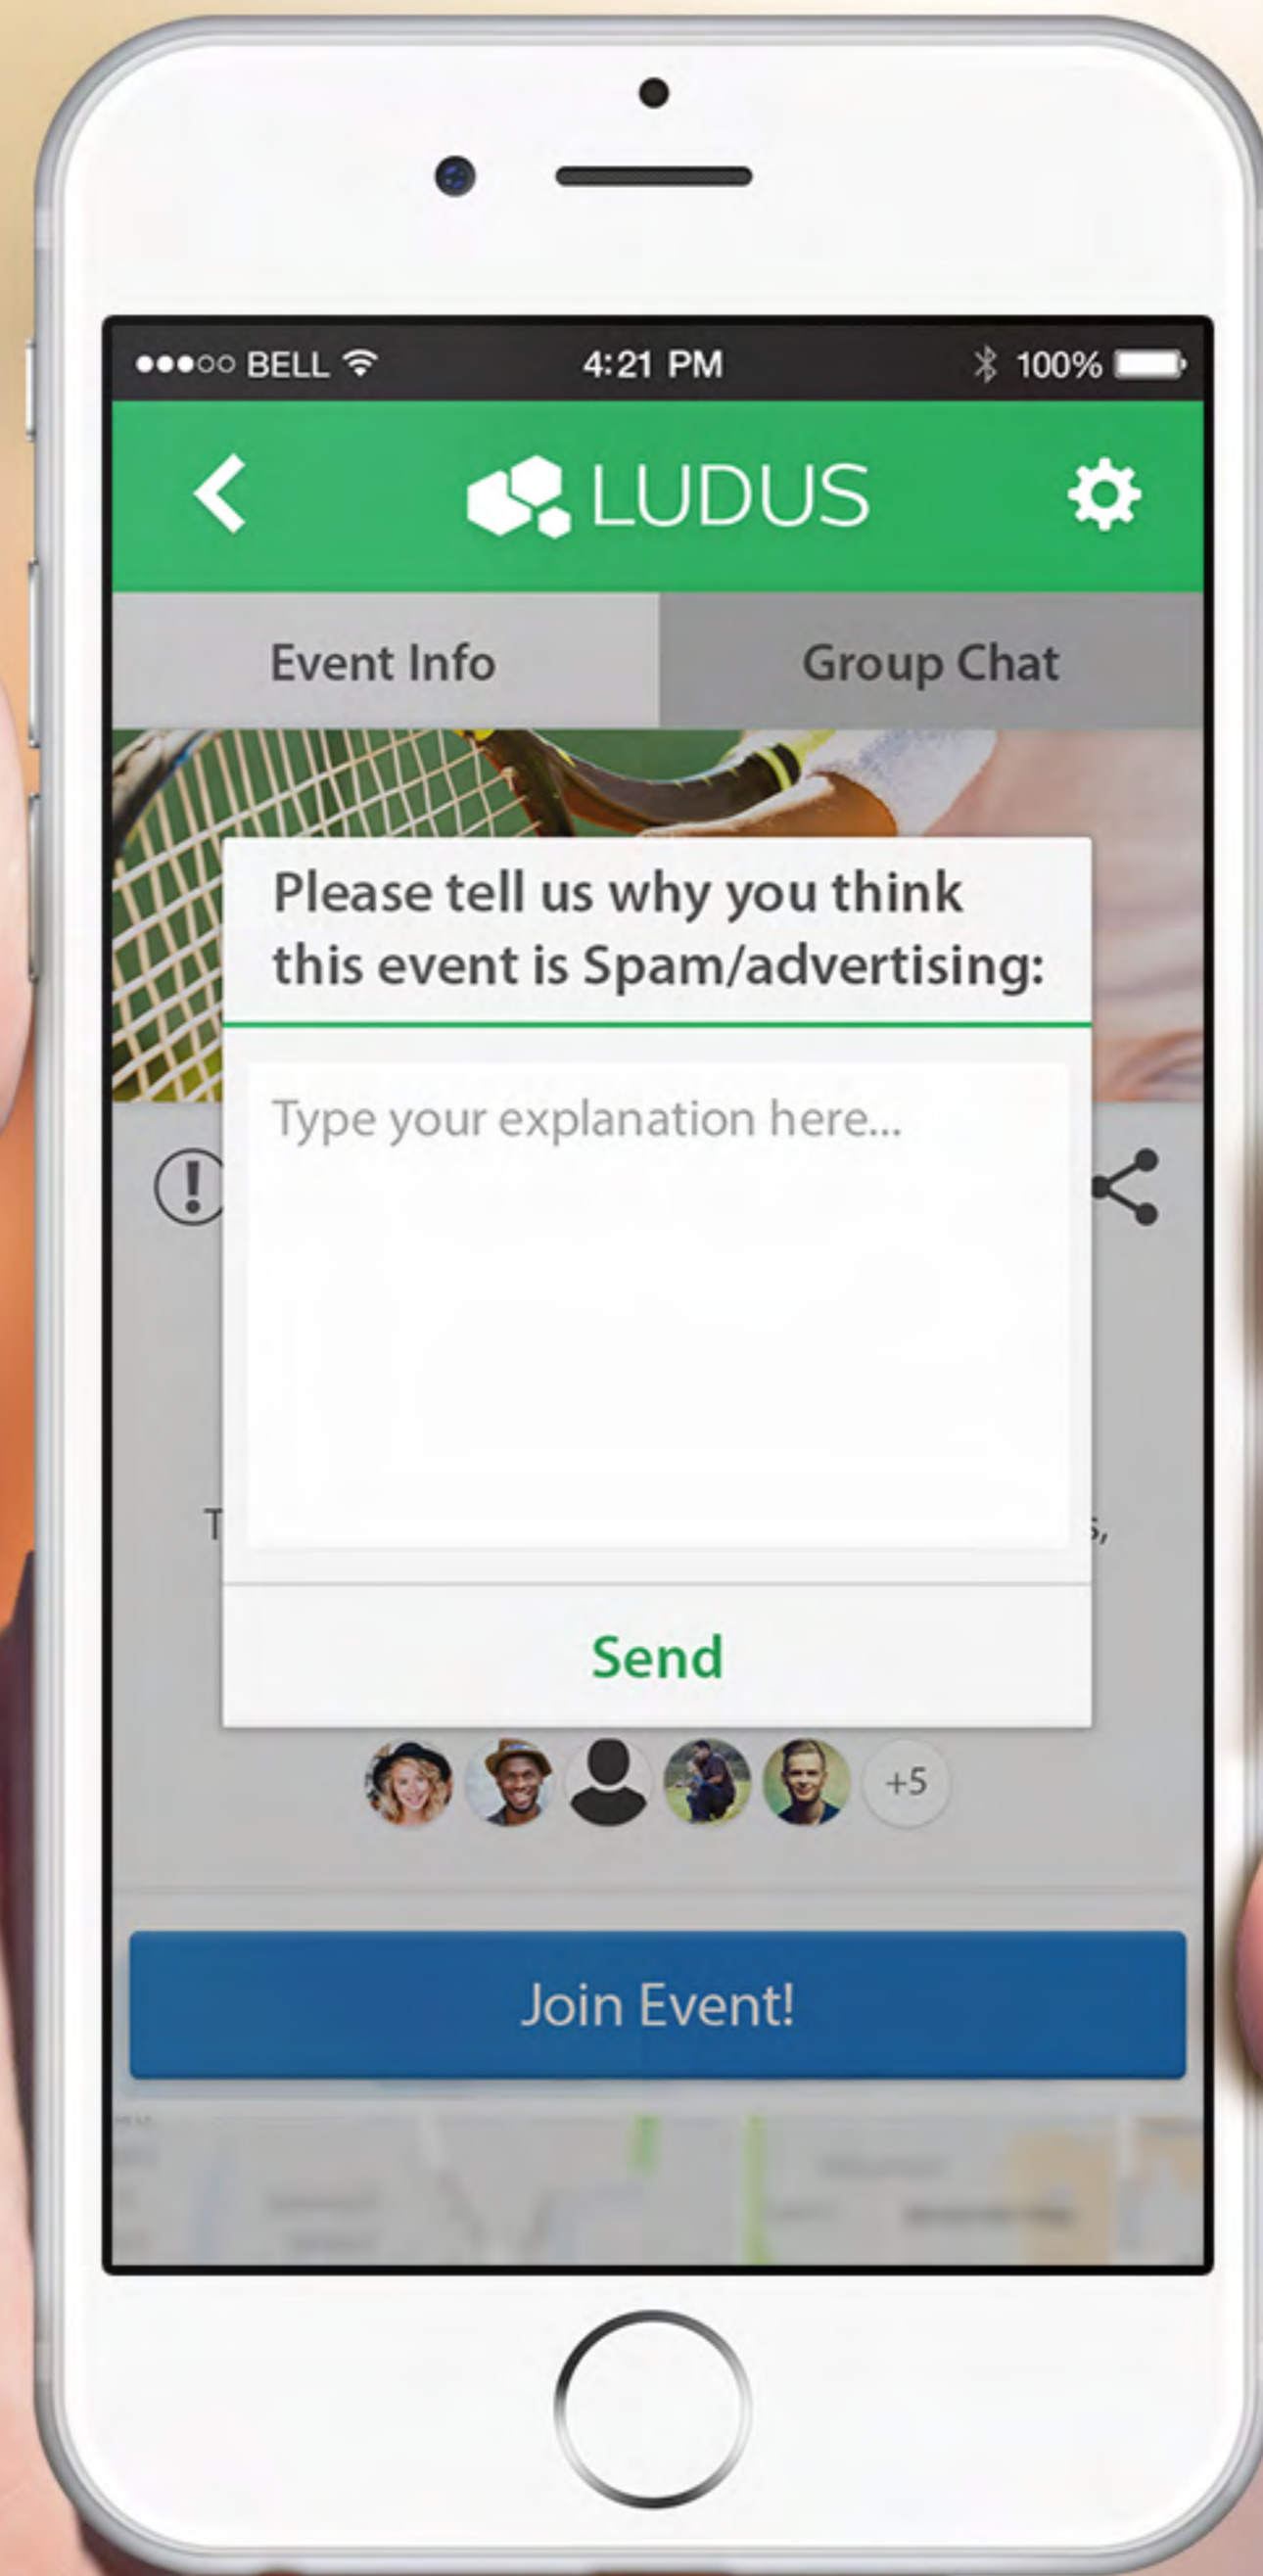 BELL 4:21 PM 100%
LUDUS
Event Info Group Chat
Please tell us why you think
this event is Spam/advertising:
Type your explanation here...
T s,
Send
+5
Join Event!